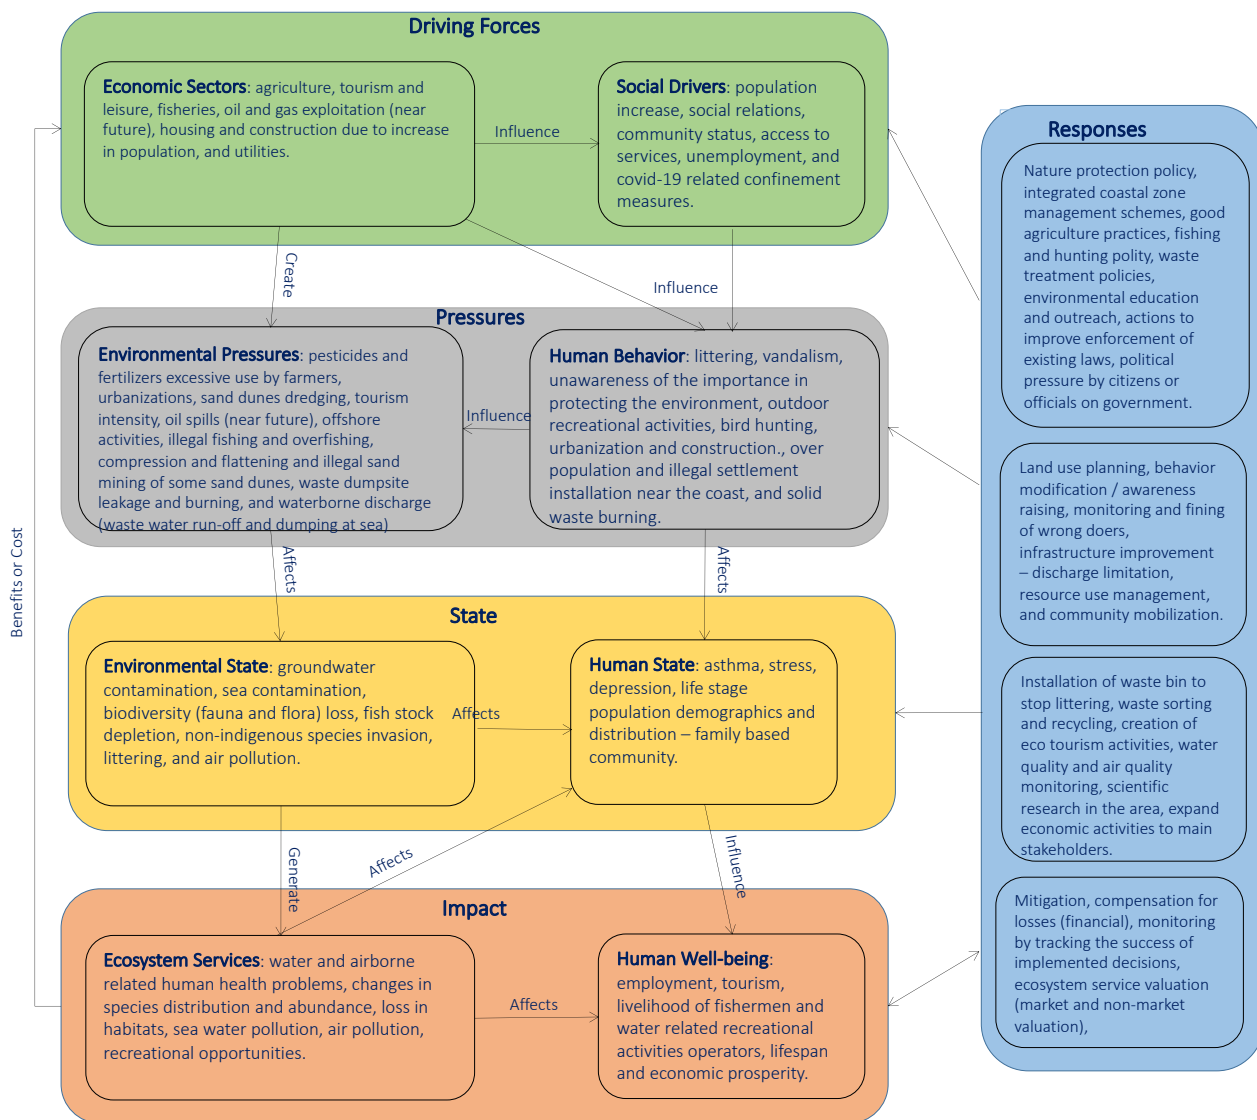 Driving Forces
Economic Sectors: agriculture, tourism and
leisure, fisheries, oil and gas exploitation (near
future), housing and construction due to increase
in population, and utilities.
Influence
Social Drivers: population
increase, social relations,
community status, access to
services, unemployment, and
covid-19 related confinement
measures.
Create
Influence
Pressures
Environmental Pressures: pesticides and
fertilizers excessive use by farmers,
urbanizations, sand dunes dredging, tourism
intensity, oil spills (near future), offshore
activities, illegal fishing and overfishing,
compression and flattening and illegal sand
mining of some sand dunes, waste dumpsite
leakage and burning, and waterborne discharge
(waste water run-off and dumping at sea)
Influence
Human Behavior: littering, vandalism,
unawareness of the importance in
protecting the environment, outdoor
recreational activities, bird hunting,
urbanization and construction., over
population and illegal settlement
installation near the coast, and solid
waste burning.
Affects
Affects
State
Environmental State: groundwater
contamination, sea contamination,
biodiversity (fauna and flora) loss, fish stock
depletion, non-indigenous species invasion,
littering, and air pollution.
Affects
Human State: asthma, stress,
depression, life stage
population demographics and
distribution – family based
community.
Generate
Affects
Influence
Impact
Ecosystem Services: water and airborne
related human health problems, changes in
species distribution and abundance, loss in
habitats, sea water pollution, air pollution,
recreational opportunities.
Affects
Human Well-being:
employment, tourism,
livelihood of fishermen and
water related recreational
activities operators, lifespan
and economic prosperity.
Benefits or Cost
Responses
Nature protection policy,
integrated coastal zone
management schemes, good
agriculture practices, fishing
and hunting polity, waste
treatment policies,
environmental education
and outreach, actions to
improve enforcement of
existing laws, political
pressure by citizens or
officials on government.
Land use planning, behavior
modification / awareness
raising, monitoring and fining
of wrong doers,
infrastructure improvement
– discharge limitation,
resource use management,
and community mobilization.
Installation of waste bin to
stop littering, waste sorting
and recycling, creation of
eco tourism activities, water
quality and air quality
monitoring, scientific
research in the area, expand
economic activities to main
stakeholders.
Mitigation, compensation for
losses (financial), monitoring
by tracking the success of
implemented decisions,
ecosystem service valuation
(market and non-market
valuation),